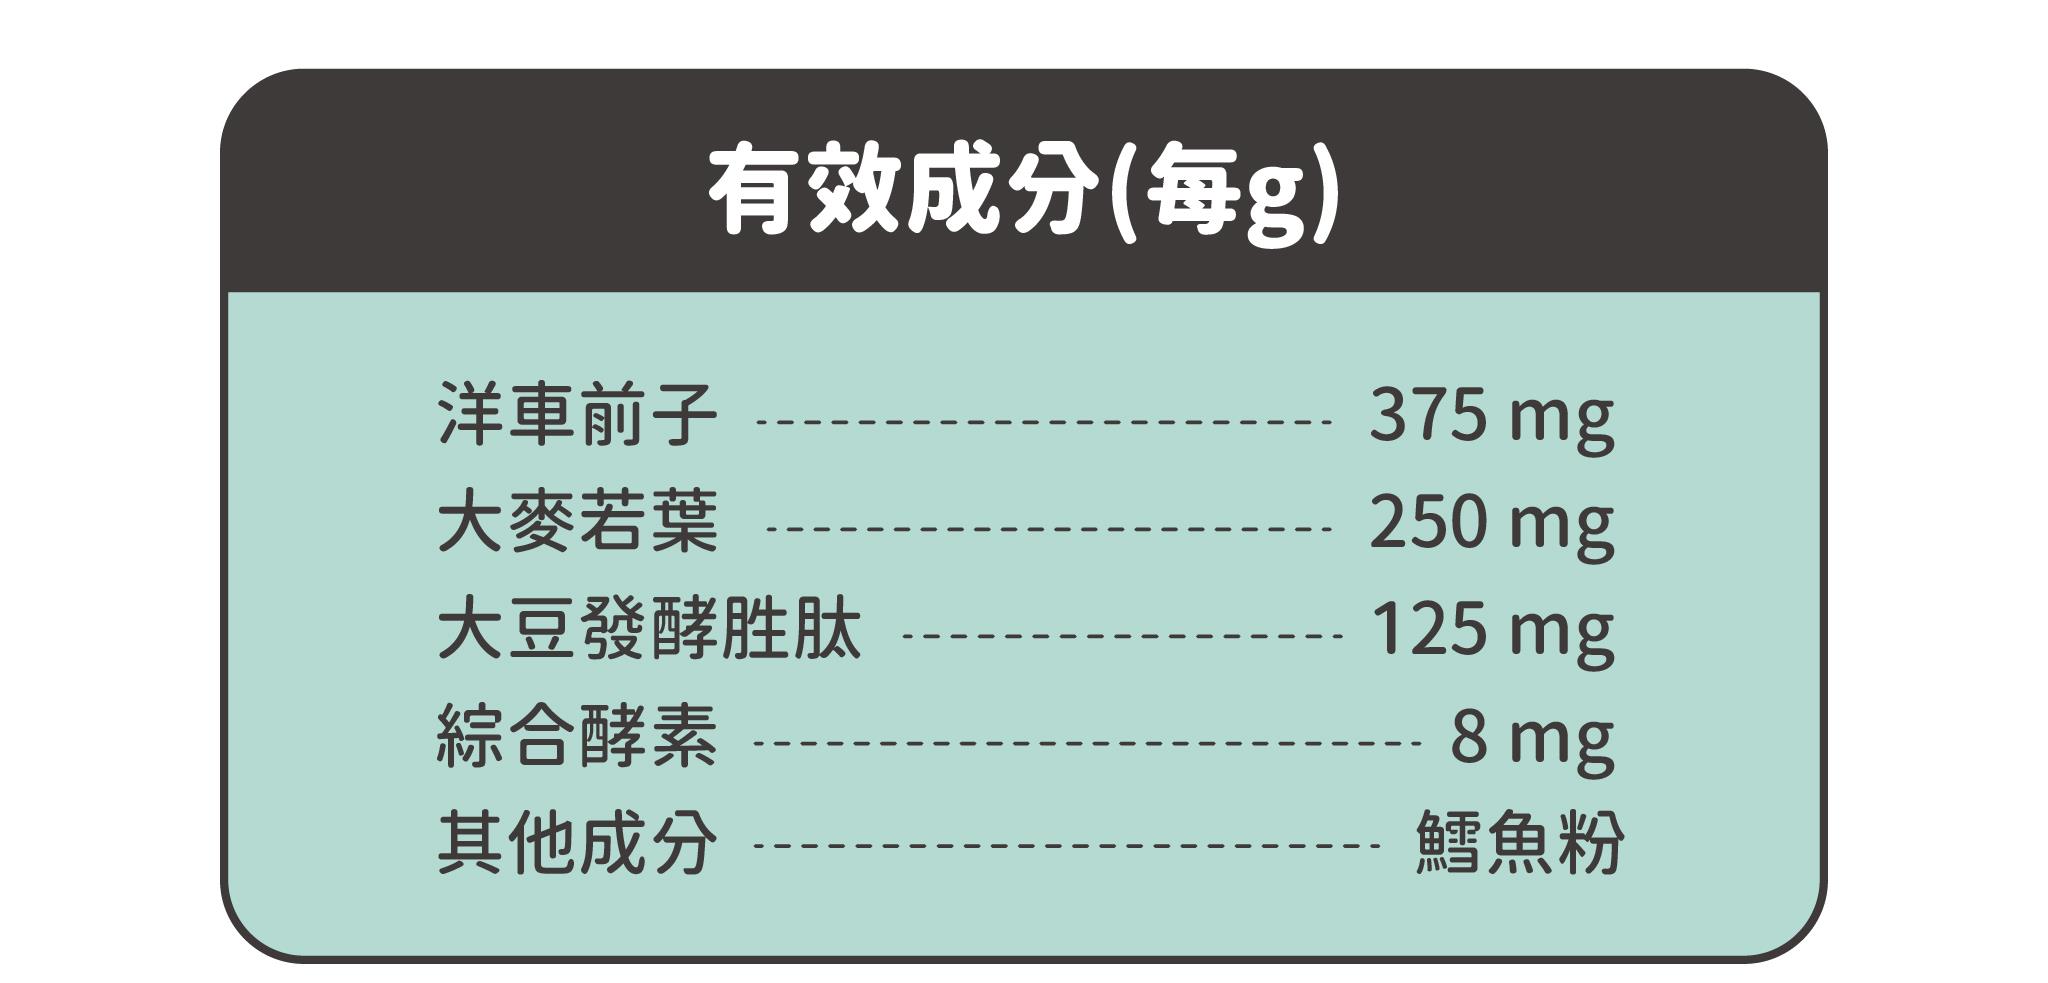 有效成分(每g)
洋車前子 375 mg
大麥若葉 250 mg
大豆發酵胜肽 125 mg
綜合酵素 8 mg
其他成分 鱈魚粉